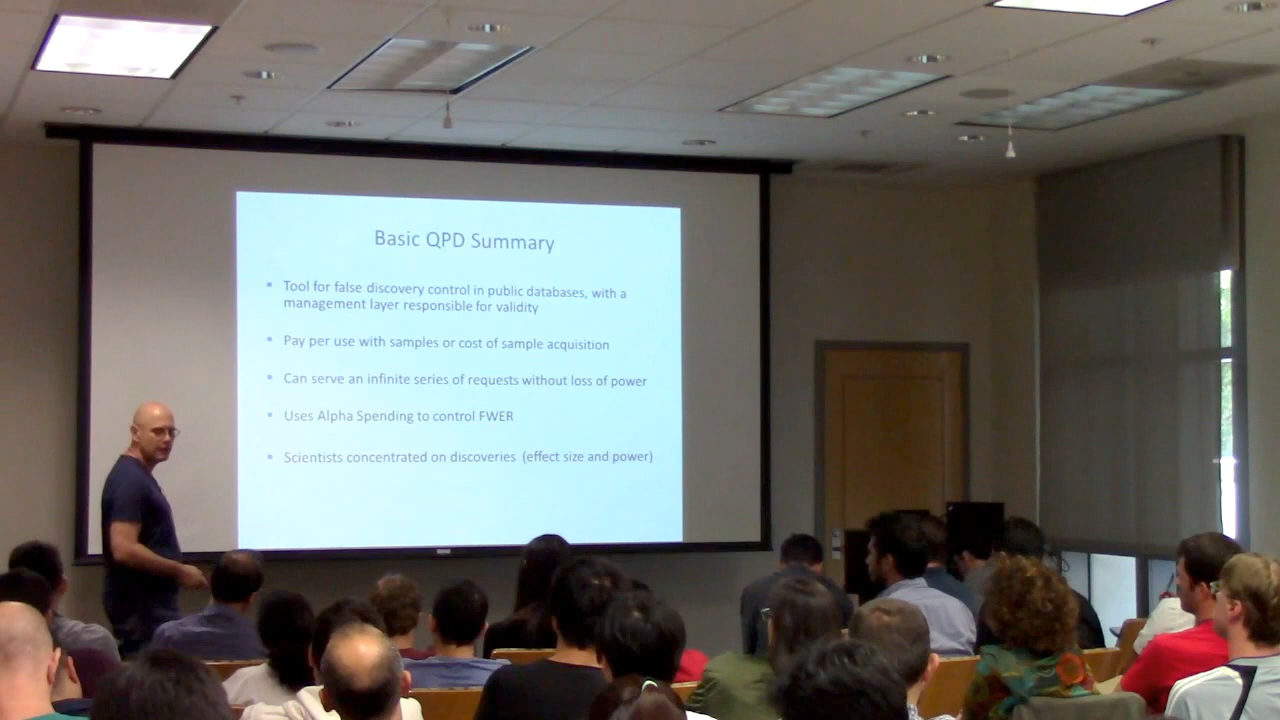 Basic QPD Summary
▪ Tool for false discovery control in public databases, with a
management layer responsible for validity
▪ Pay per use with samples or cost of sample acquisition
▪ Can serve an infinite series of requests without loss of power
▪ Uses Alpha Spending to control FWER
▪ Scientists concentrated on discoveries (effect size and power)